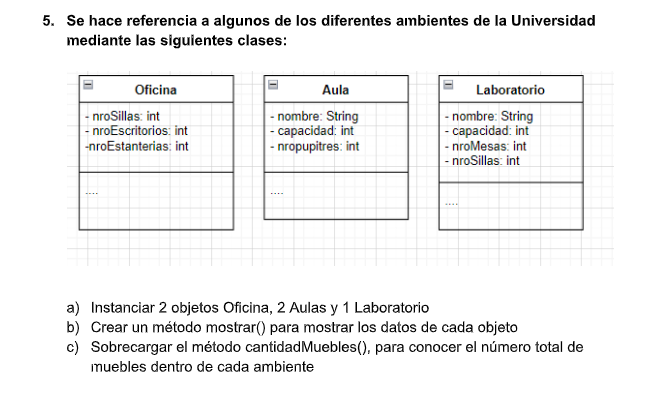 5. Se hace referencia a algunos de los diferentes ambientes de la Universidad
mediante las siguientes clases:
Oficina
- nroSillas: int
- nroEscritorios: int
-nroEstanterias: int
....
Aula
- nombre: String
- capacidad: int
- nropupitres: int
....
Laboratorio
- nombre: String
- capacidad: int
- nroMesas: int
- nroSillas: int
....
a) Instanciar 2 objetos Oficina, 2 Aulas y 1 Laboratorio
b) Crear un método mostrar() para mostrar los datos de cada objeto
c) Sobrecargar el método cantidadMuebles(), para conocer el número total de
muebles dentro de cada ambiente